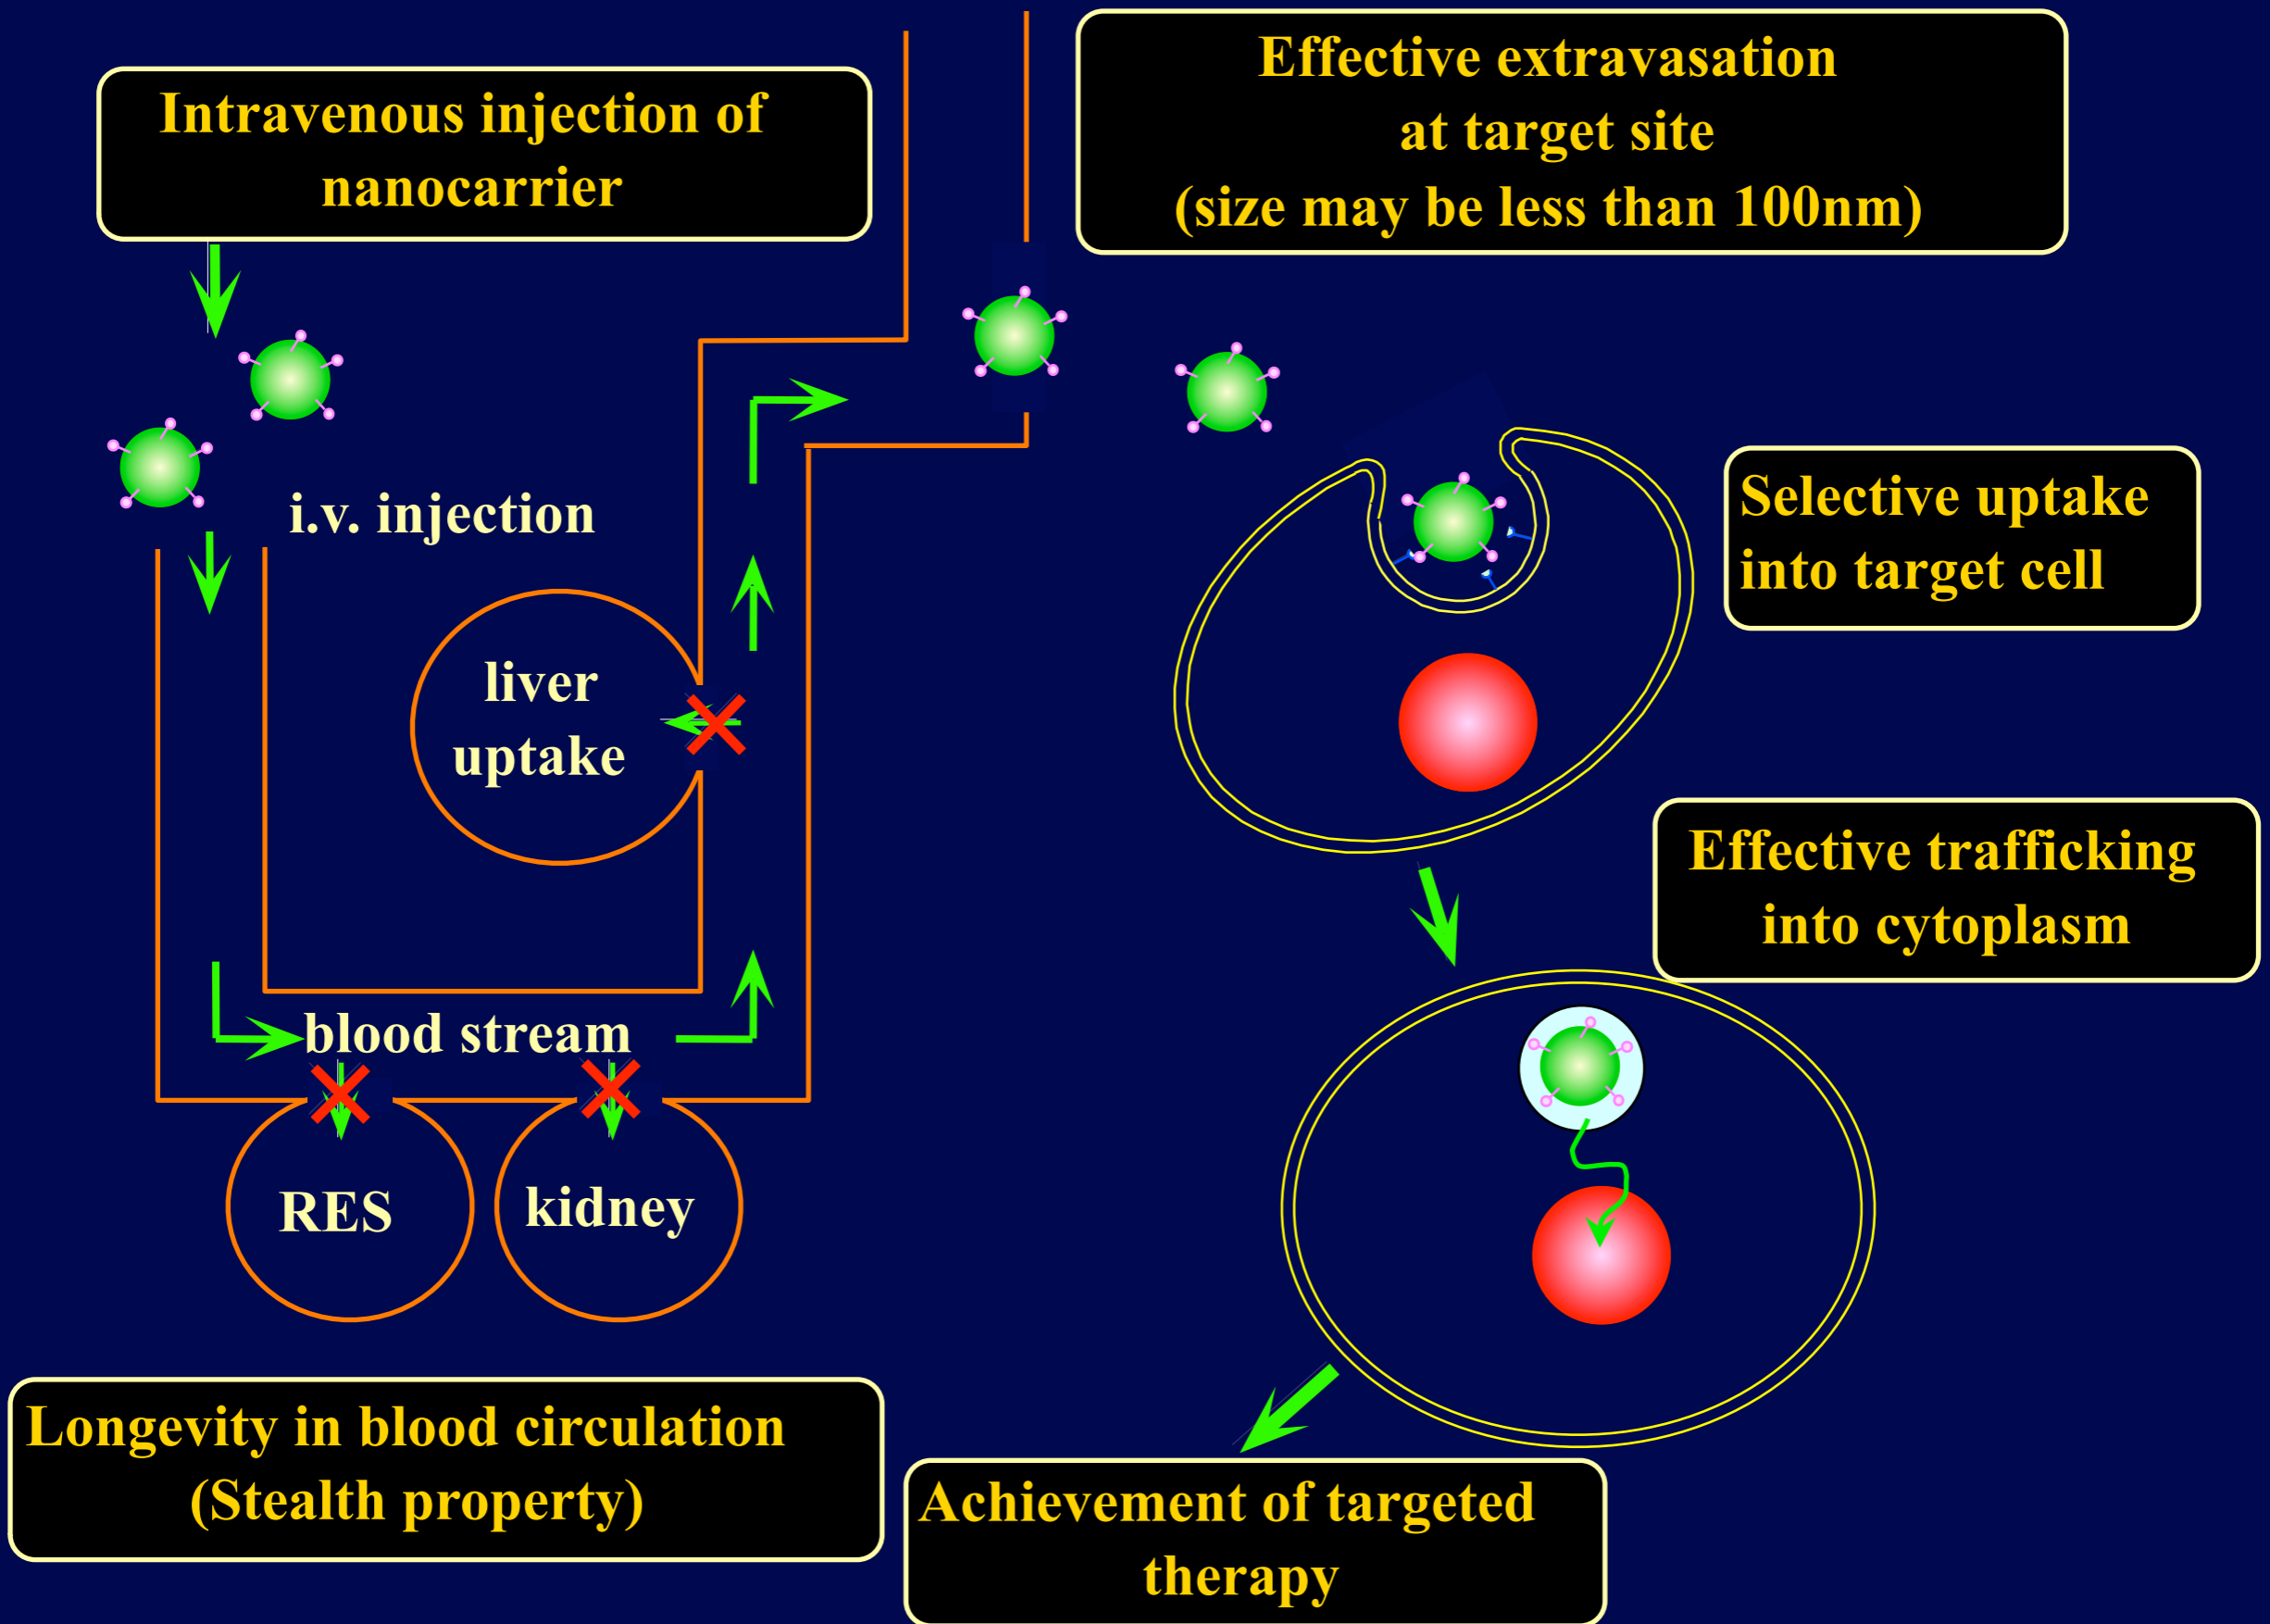 Intravenous injection of
nanocarrier
Effective extravasation
at target site
(size may be less than 100nm)
i.v. injection
Selective uptake
into target cell
liver
uptake
Effective trafficking
into cytoplasm
blood stream
RES
kidney
Longevity in blood circulation
(Stealth property)
Achievement of targeted
therapy